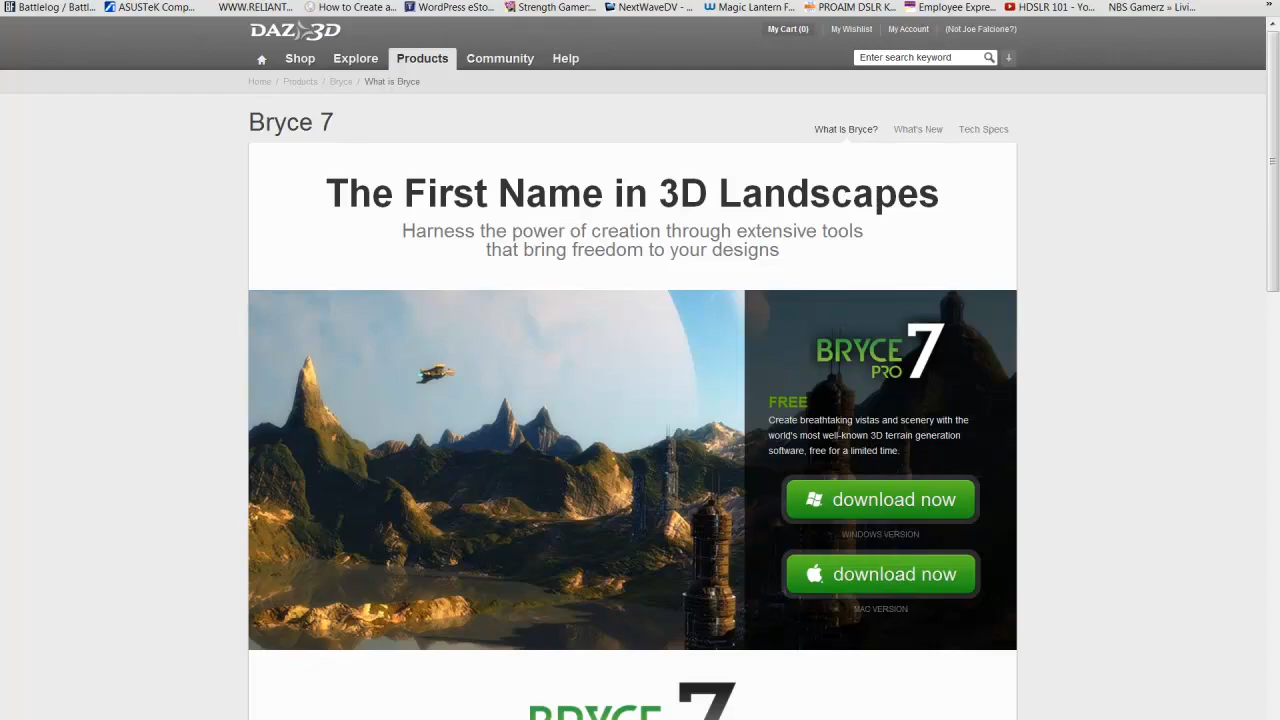 Battlelog / Battl... ASUSTeK Comp... WWW.RELIANT... How to Create a... WordPress eSto... Strength Gamer... NextWaveDV - ... Magic Lantern F... PROAIM DSLR K... Employee Expre... HDSLR 101 - Yo... NBS Gamerz » Livi... »
DAZ 3D
My Cart (0) My Wishlist My Account (Not Joe Falcione?)
Shop Explore Products Community Help Enter search keyword +
Home / Products / Bryce / What is Bryce
Bryce 7
What Is Bryce? What's New Tech Specs
The First Name in 3D Landscapes
Harness the power of creation through extensive tools
that bring freedom to your designs
BRYCE 7
PRO
FREE
Create breathtaking vistas and scenery with the
world's most well-known 3D terrain generation
software, free for a limited time.
download now
WINDOWS VERSION
download now
MAC VERSION
BRYCE 7